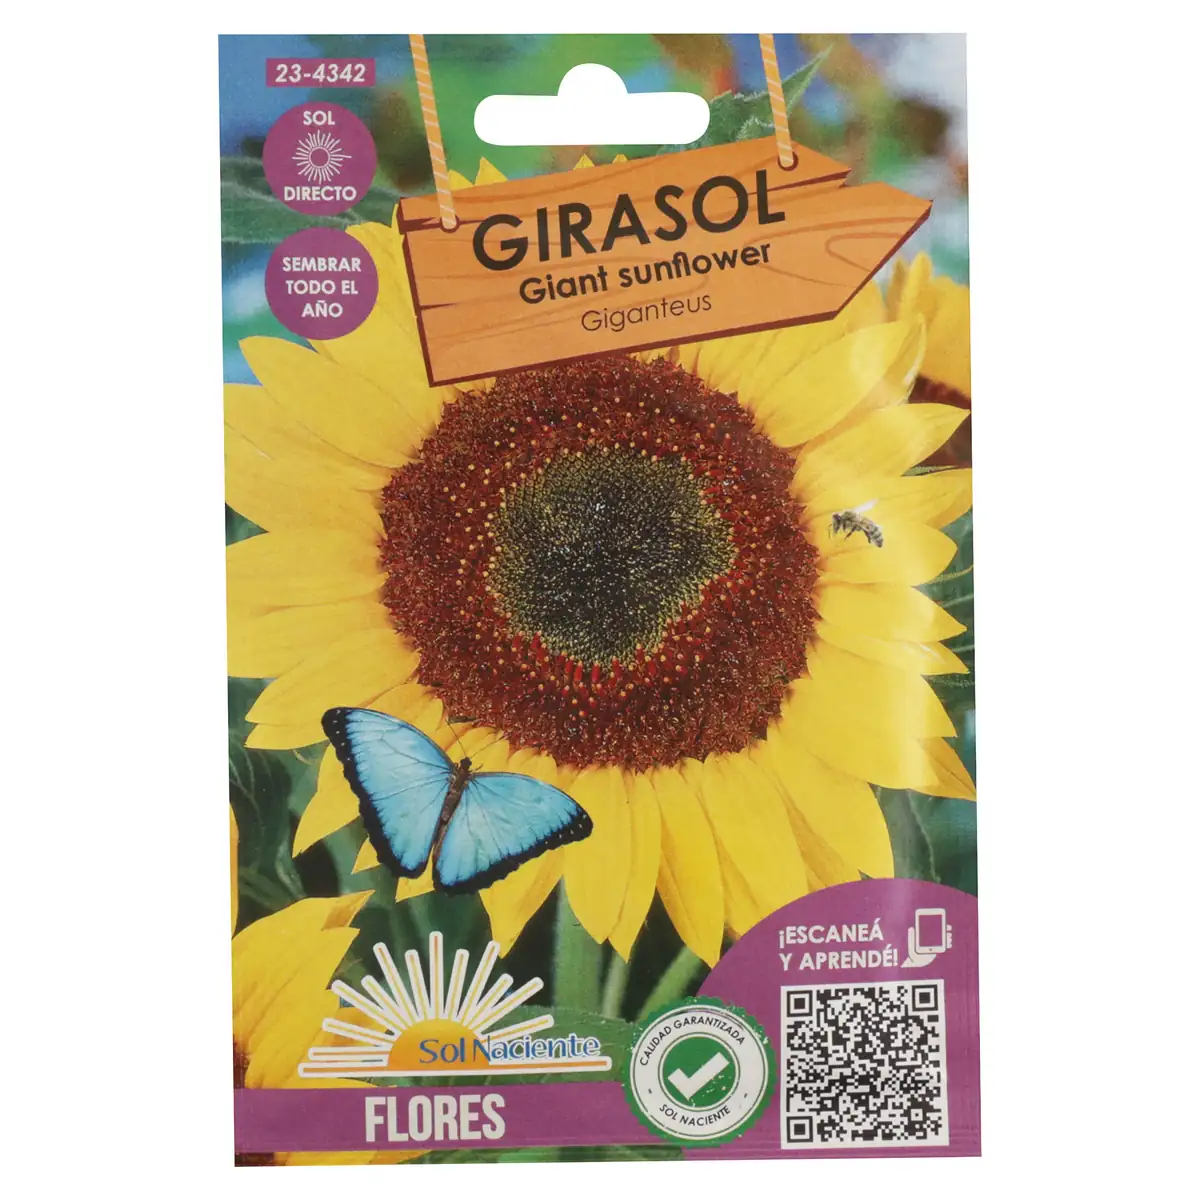 23-4342
SOL
DIRECTO
SEMBRAR
TODO EL
AÑO
GIRASOL
Giant sunflower
Giganteus
¡ESCANEÁ
Y APRENDÉ!
Sol Naciente
CAUDAD GARANTIZADA
- SOL NACIENTE -
FLORES